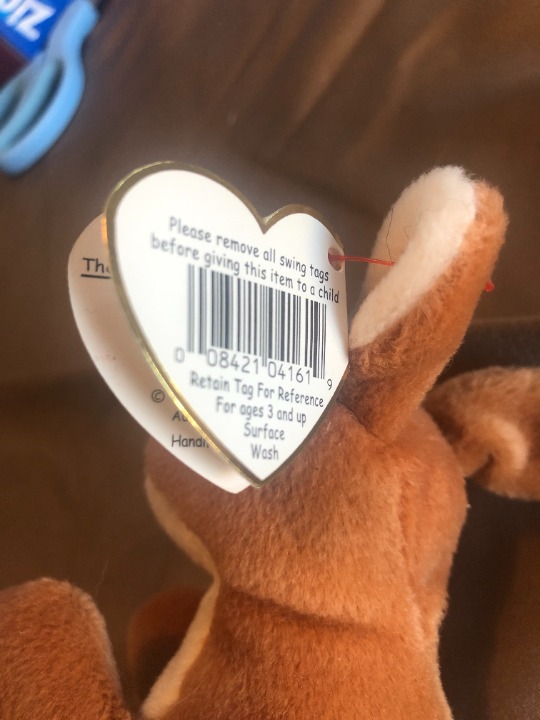 Please remove all swing tags
before giving this item to a child
0 08421 04161 9
Retain Tag For Reference
For ages 3 and up
Surface
Wash
©